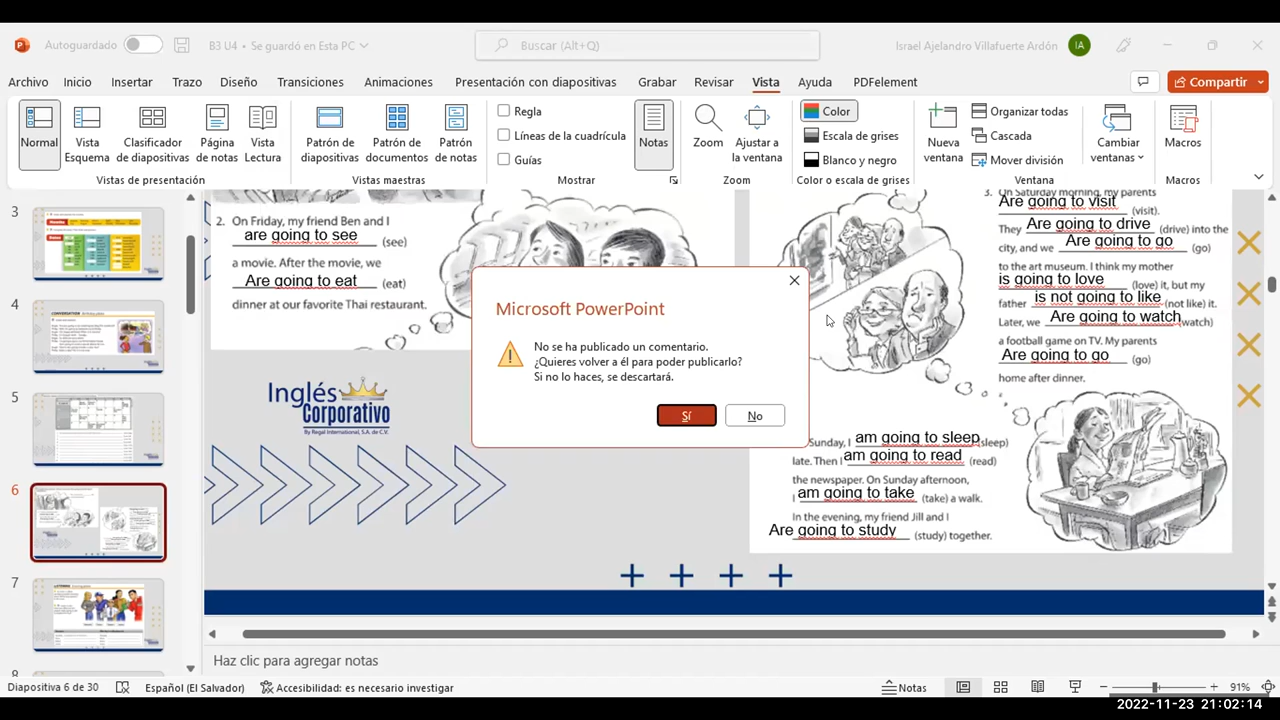 Autoguardado
B3 U4 • Se guardó en Esta PC
Buscar (Alt+Q)
Israel Ajelandro Villafuerte Ardón
IA
Archivo Inicio Insertar Trazo Diseño Transiciones Animaciones Presentación con diapositivas Grabar Revisar Vista Ayuda PDFelement
Compartir
Normal
Vista Esquema
Clasificador de diapositivas
Página de notas
Vista Lectura
Vistas de presentación
Patrón de diapositivas
Patrón de documentos
Patrón de notas
Vistas maestras
Regla
Líneas de la cuadrícula
Guías
Mostrar
Notas
Zoom
Ajustar a la ventana
Zoom
Color
Escala de grises
Blanco y negro
Color o escala de grises
Nueva ventana
Organizar todas
Cascada
Mover división
Cambiar ventanas
Ventana
Macros
Macros
3
4
5
6
7
8
2. On Friday, my friend Ben and I
are going to see (see)
a movie. After the movie, we
Are going to eat (eat)
dinner at our favorite Thai restaurant.
Inglés
Corporativo
By Regal International, S.A. de C.V.
3. On Saturday morning, my parents
Are going to visit (visit).
They Are going to drive (drive) into the
city, and we Are going to go (go)
to the art museum. I think my mother
is going to love (love) it, but my
father is not going to like (not like) it.
Later, we Are going to watch (watch)
a football game on TV. My parents
Are going to go (go)
home after dinner.
Sunday, I am going to sleep (sleep)
late. Then I am going to read (read)
the newspaper. On Sunday afternoon,
I am going to take (take) a walk.
In the evening, my friend Jill and I
Are going to study (study) together.
Microsoft PowerPoint
No se ha publicado un comentario.
¿Quieres volver a él para poder publicarlo?
Si no lo haces, se descartará.
Sí
No
Haz clic para agregar notas
Diapositiva 6 de 30
Español (El Salvador)
Accesibilidad: es necesario investigar
Notas
91%
2022-11-23 21:02:14